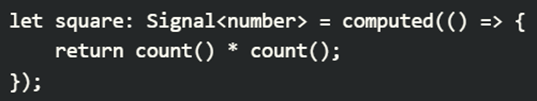 let square: Signal<number> = computed(() => {
    return count() * count();
});